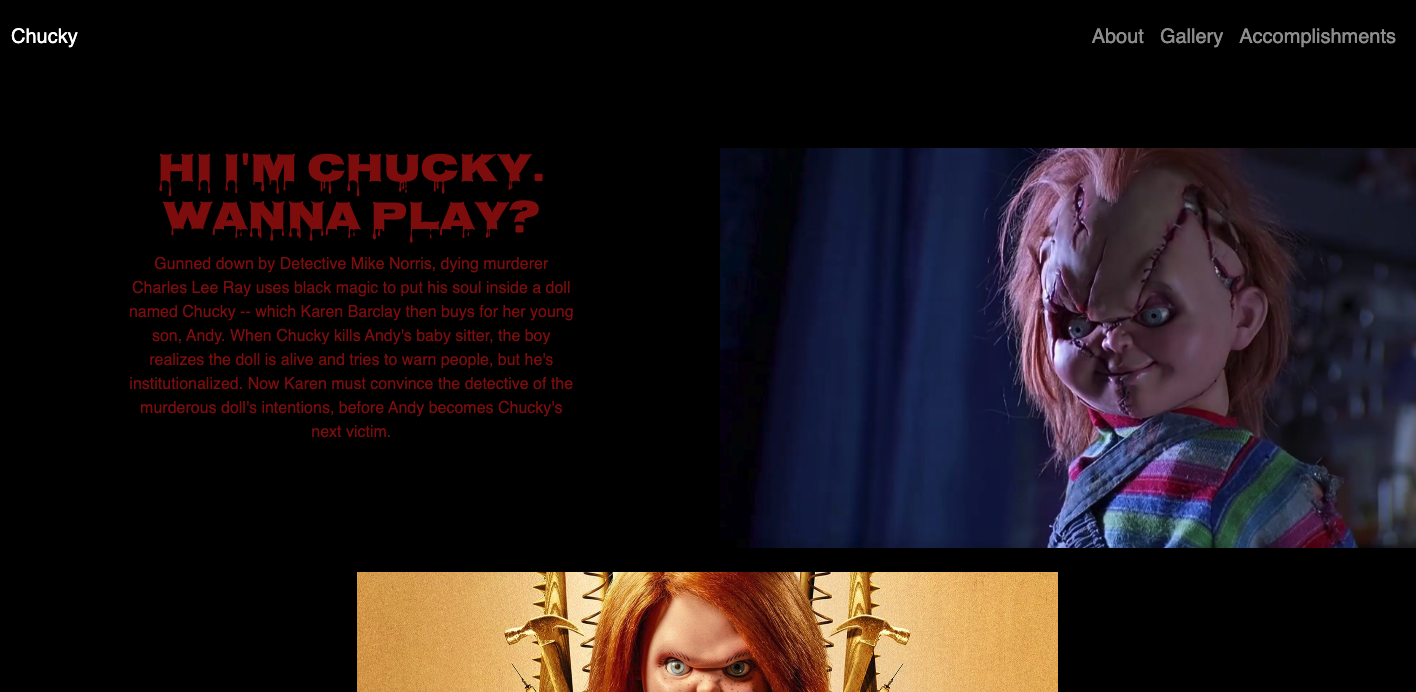 Chucky
About Gallery Accomplishments
HI I'M CHUCKY.
WANNA PLAY?
Gunned down by Detective Mike Norris, dying murderer
Charles Lee Ray uses black magic to put his soul inside a doll
named Chucky -- which Karen Barclay then buys for her young
son, Andy. When Chucky kills Andy's baby sitter, the boy
realizes the doll is alive and tries to warn people, but he's
institutionalized. Now Karen must convince the detective of the
murderous doll's intentions, before Andy becomes Chucky's
next victim.